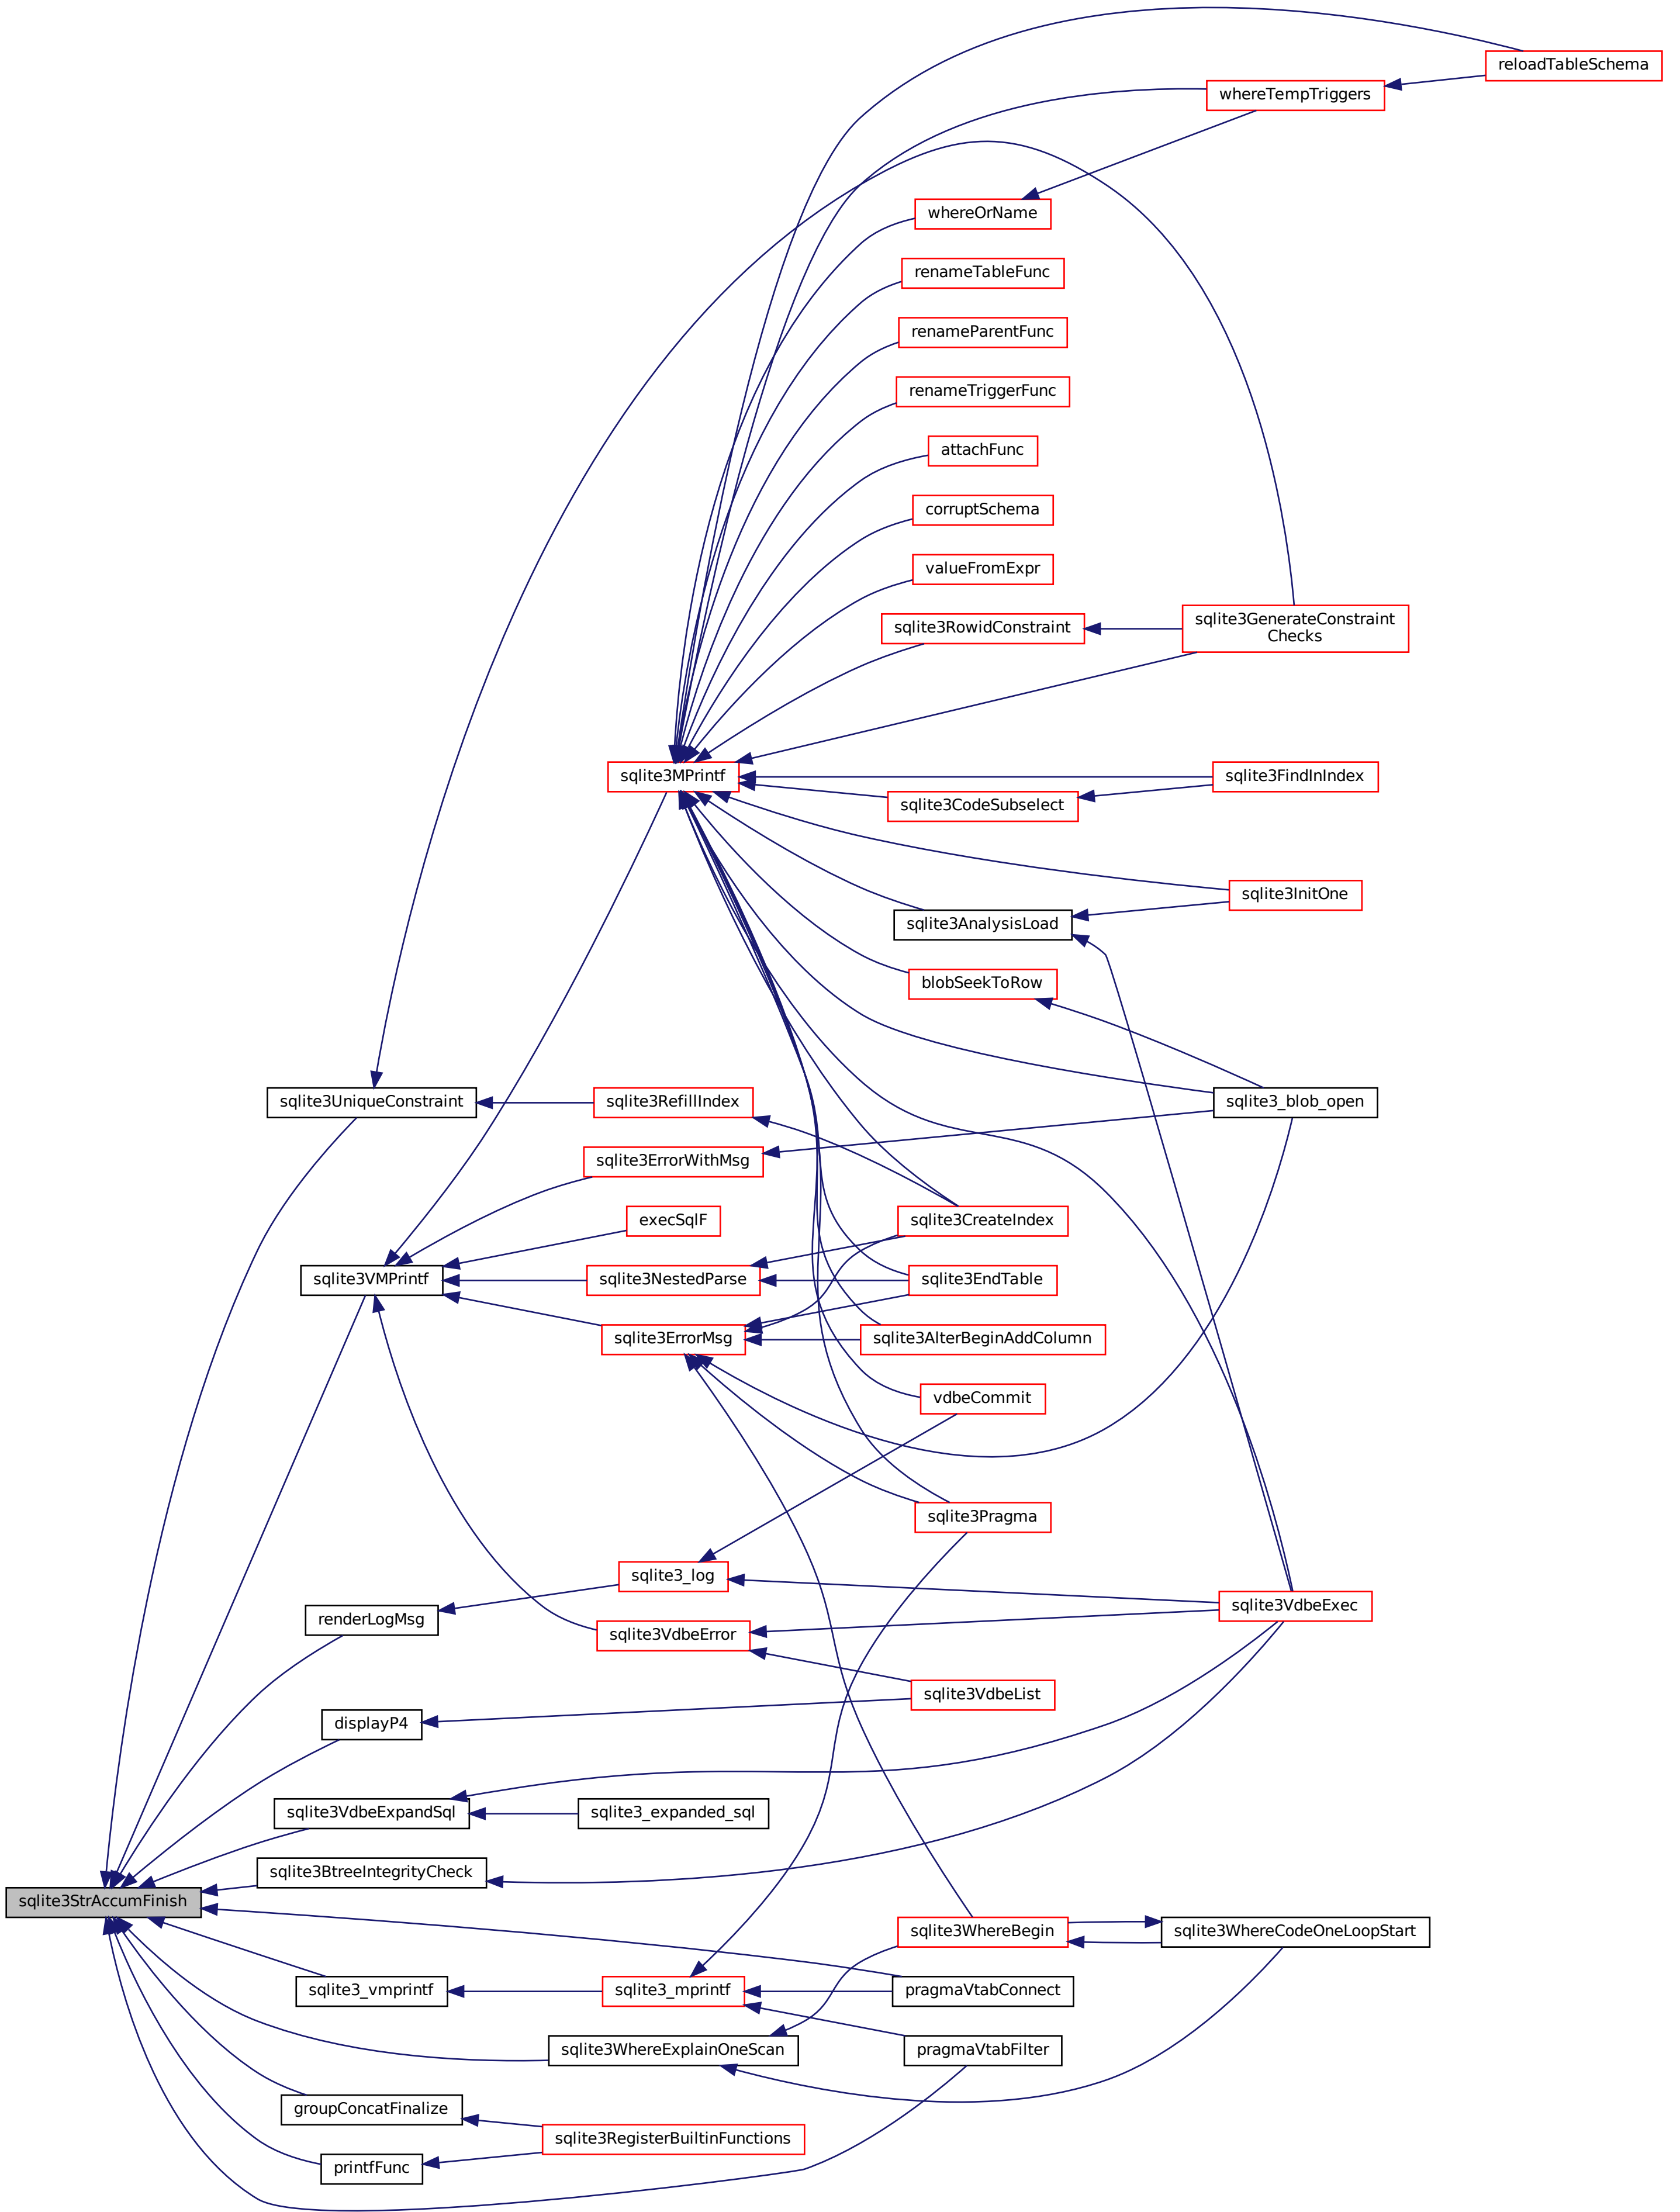 reloadTableSchema
whereTempTriggers
whereOrName
renameTableFunc
renameParentFunc
renameTriggerFunc
attachFunc
corruptSchema
valueFromExpr
sqlite3RowidConstraint
sqlite3GenerateConstraint
Checks
sqlite3MPrintf
sqlite3FindInIndex
sqlite3CodeSubselect
sqlite3InitOne
sqlite3AnalysisLoad
blobSeekToRow
sqlite3UniqueConstraint
sqlite3RefillIndex
sqlite3_blob_open
sqlite3ErrorWithMsg
execSqlF
sqlite3CreateIndex
sqlite3VMPrintf
sqlite3NestedParse
sqlite3EndTable
sqlite3ErrorMsg
sqlite3AlterBeginAddColumn
vdbeCommit
sqlite3Pragma
sqlite3_log
sqlite3VdbeExec
renderLogMsg
sqlite3VdbeError
sqlite3VdbeList
displayP4
sqlite3VdbeExpandSql
sqlite3_expanded_sql
sqlite3BtreeIntegrityCheck
sqlite3StrAccumFinish
sqlite3WhereBegin
sqlite3WhereCodeOneLoopStart
sqlite3_vmprintf
sqlite3_mprintf
pragmaVtabConnect
sqlite3WhereExplainOneScan
pragmaVtabFilter
groupConcatFinalize
sqlite3RegisterBuiltinFunctions
printfFunc